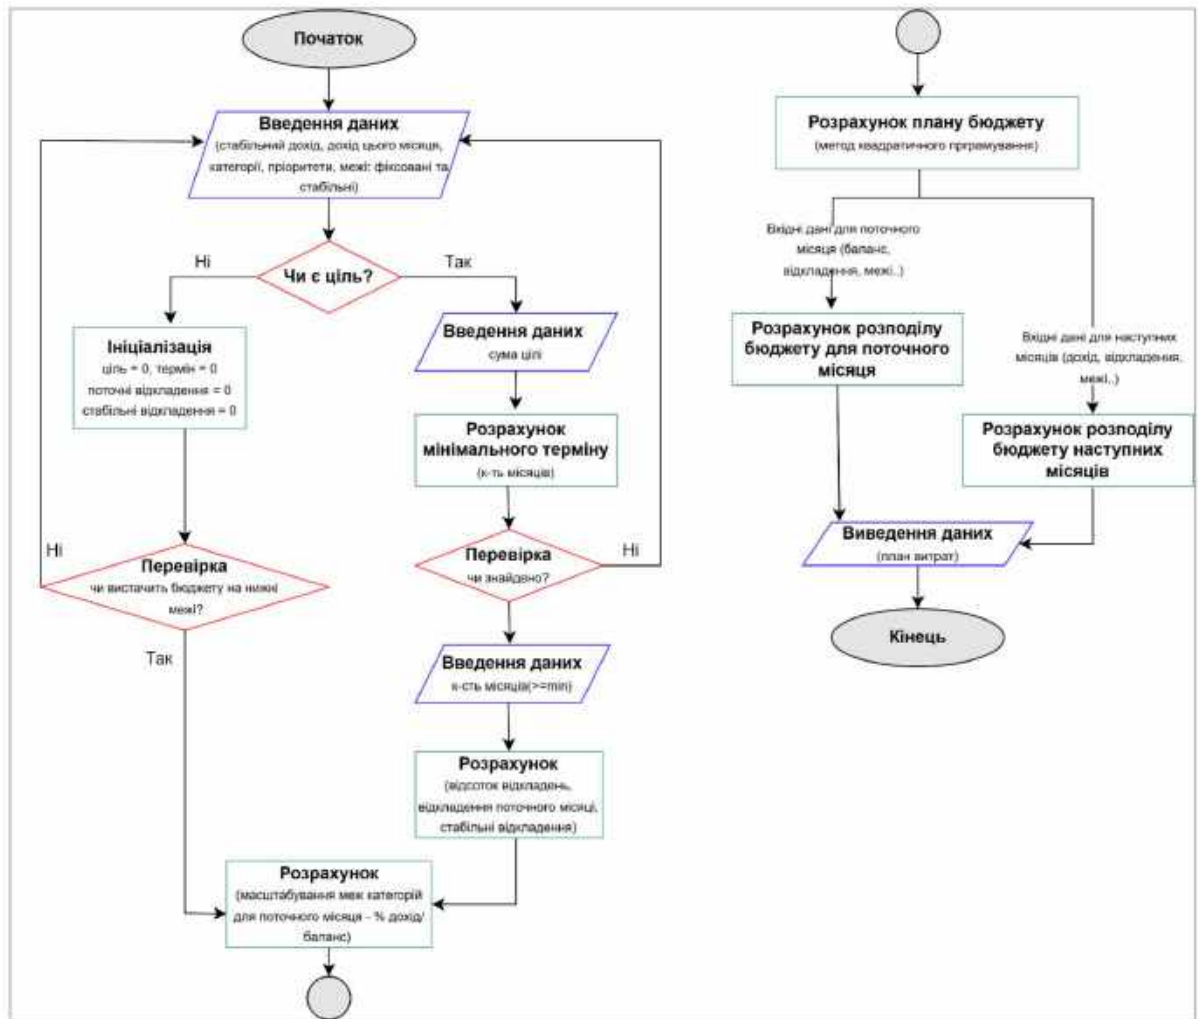 Початок
Введення даних
(стабільний дохід, дохід цього місяця,
категорії, пріоритети, межі: фіксовані та
стабільні)
Чи є ціль?
Ні
Так
Ініціалізація
ціль = 0, термін = 0
поточні відкладення = 0
стабільні відкладення = 0
Введення даних
сума цілі
Розрахунок
мінімального терміну
(к-ть місяців)
Перевірка
чи вистачить бюджету на нижні
межі?
Ні
Так
Перевірка
чи знайдено?
Ні
Введення даних
к-сть місяців(>=min)
Розрахунок
(відсоток відкладень,
відкладення поточного місяці,
стабільні відкладення)
Розрахунок
(масштабування меж категорій
для поточного місяця - % дохід/
баланс)
Розрахунок плану бюджету
(метод квадратичного прграмування)
Вхідні дані для поточного
місяця (баланс,
відкладення, межі..)
Розрахунок розподілу
бюджету для поточного
місяця
Вхідні дані для наступних
місяців (дохід, відкладення,
межі..)
Розрахунок розподілу
бюджету наступних
місяців
Виведення даних
(план витрат)
Кінець